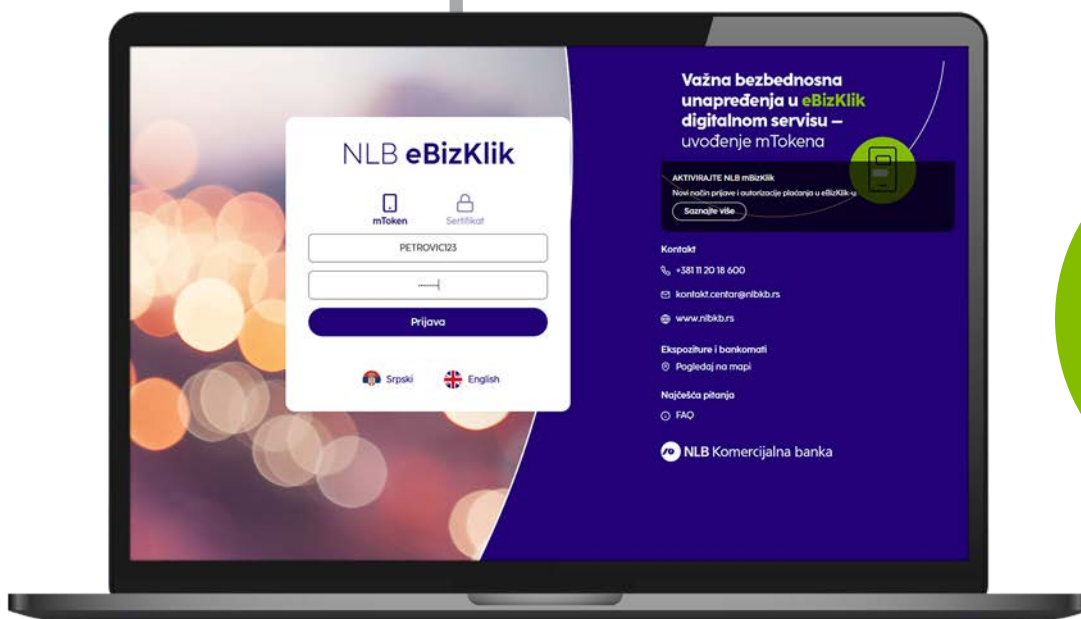 NLB eBizKlik
mToken
Sertifikat
PETROVIC123
Prijava
Srpski
English
Važna bezbednosna
unapređenja u eBizKlik
digitalnom servisu –
uvođenje mTokena
AKTIVIRAJTE NLB mBizKlik
Novi način prijave i autorizacije plaćanja u eBizKlik-u
Saznajte više
Kontakt
+381 11 20 18 600
kontakt.centar@nlbkb.rs
www.nlbkb.rs
Ekspoziture i bankomati
Pogledaj na mapi
Najčešća pitanja
FAQ
NLB Komercijalna banka